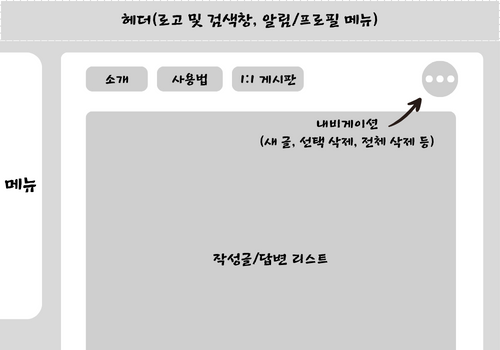 헤더(로고 및 검색창, 알림/프로필 메뉴)
소개
사용법
1:1 게시판
내비게이션
(새 글, 선택 삭제, 전체 삭제 등)
메뉴
작성글/답변 리스트